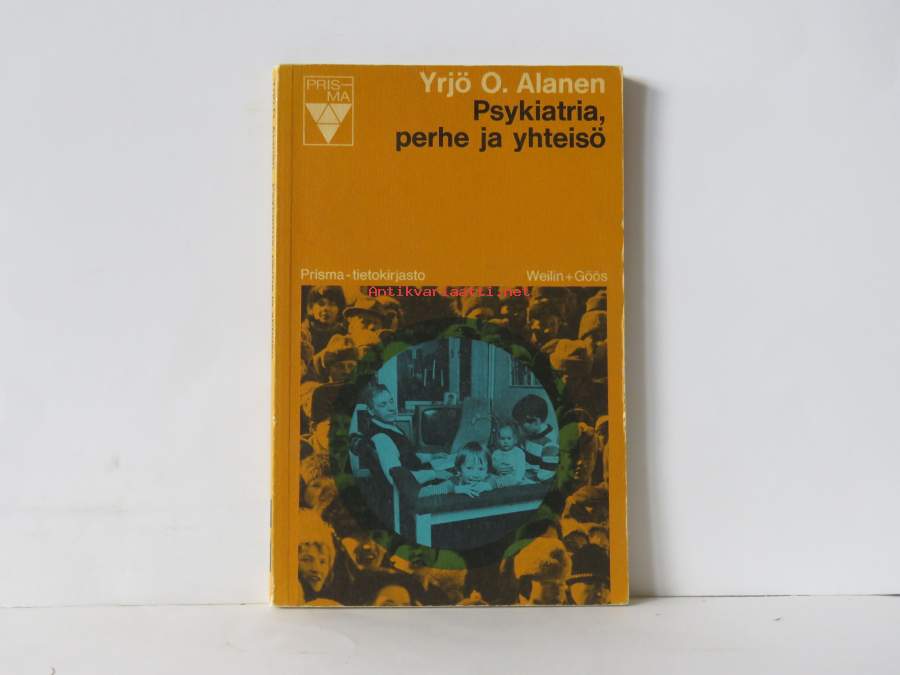 PRIS-
MA
Yrjö O. Alanen
Psykiatria,
perhe ja yhteisö
Prisma-tietokirjasto
Weilin+Göös
Antikvariaatti.net